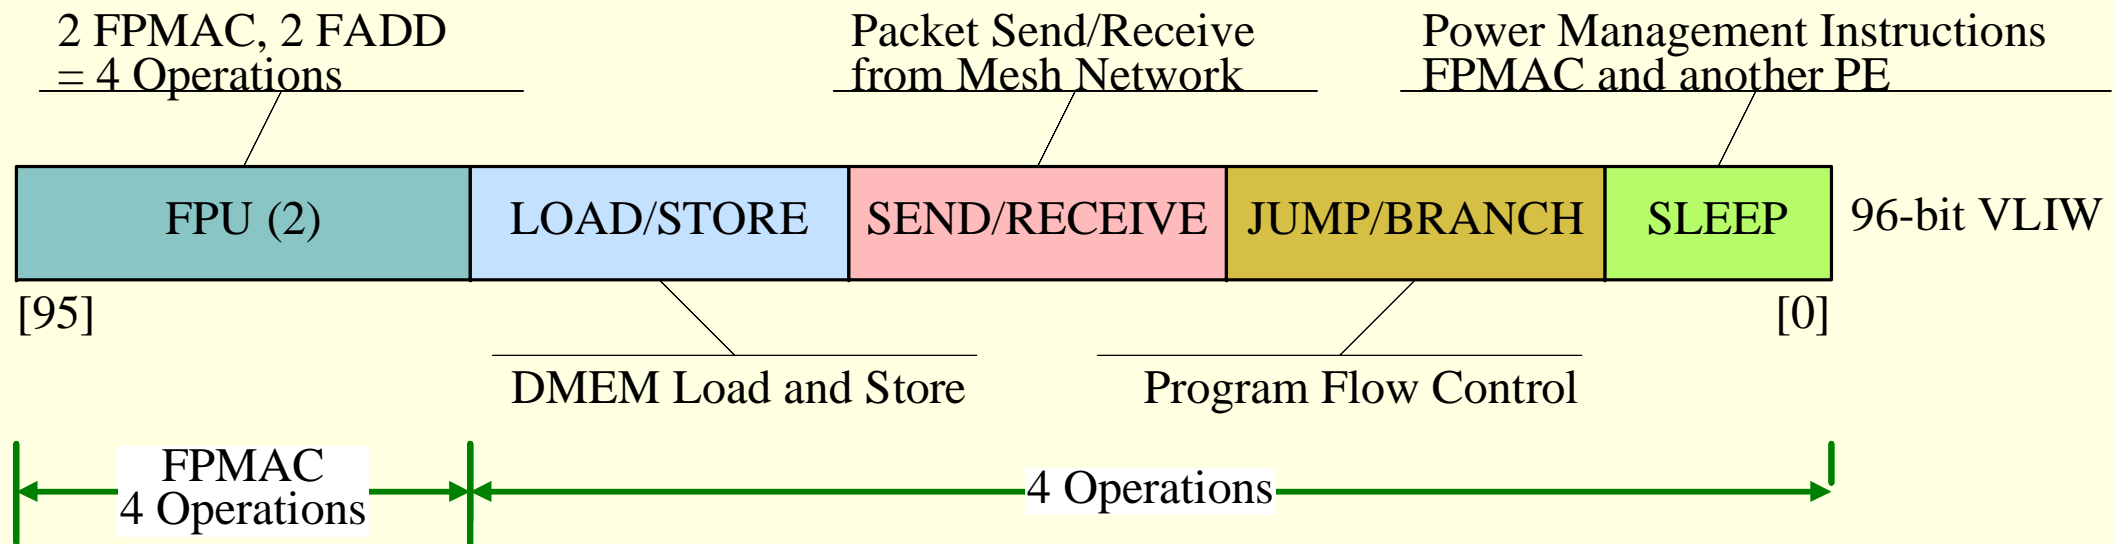 2 FPMAC, 2 FADD
= 4 Operations
Packet Send/Receive
from Mesh Network
Power Management Instructions
FPMAC and another PE
FPU (2)
LOAD/STORE
SEND/RECEIVE
JUMP/BRANCH
SLEEP
96-bit VLIW
[95]
[0]
DMEM Load and Store
Program Flow Control
FPMAC
4 Operations
4 Operations